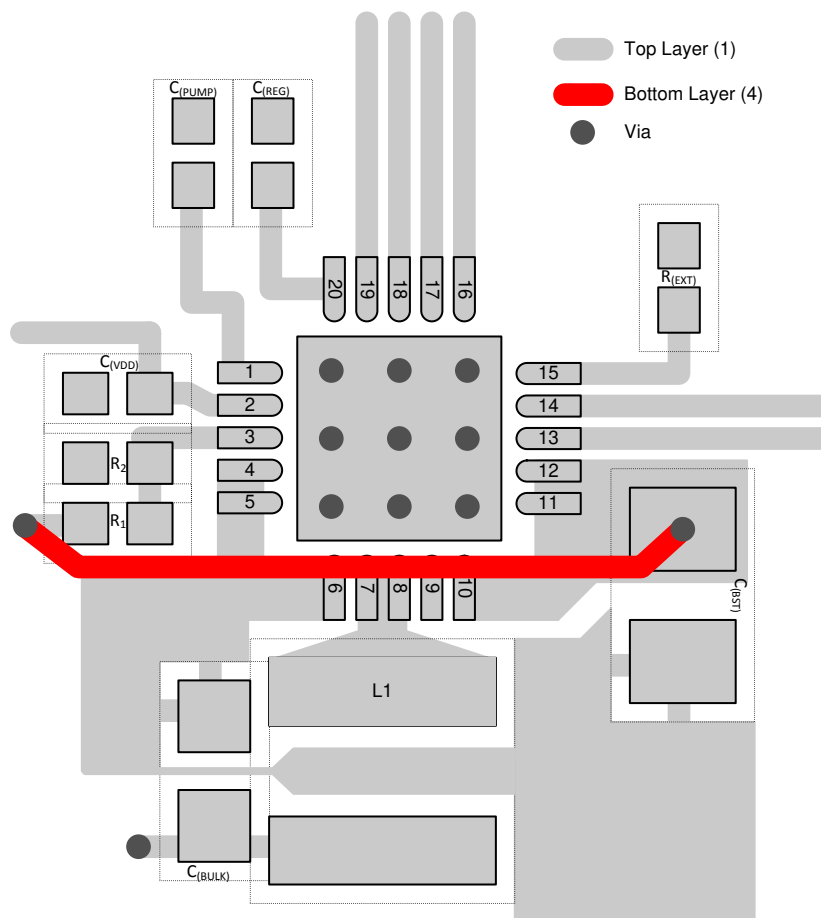 Top Layer (1)
Bottom Layer (4)
Via
C(PUMP)
C(REG)
R(EXT)
20
19
18
17
16
C(VDD)
1
2
3
4
5
15
14
13
12
11
R2
R1
6
7
8
9
10
C(BST)
L1
C(BULK)